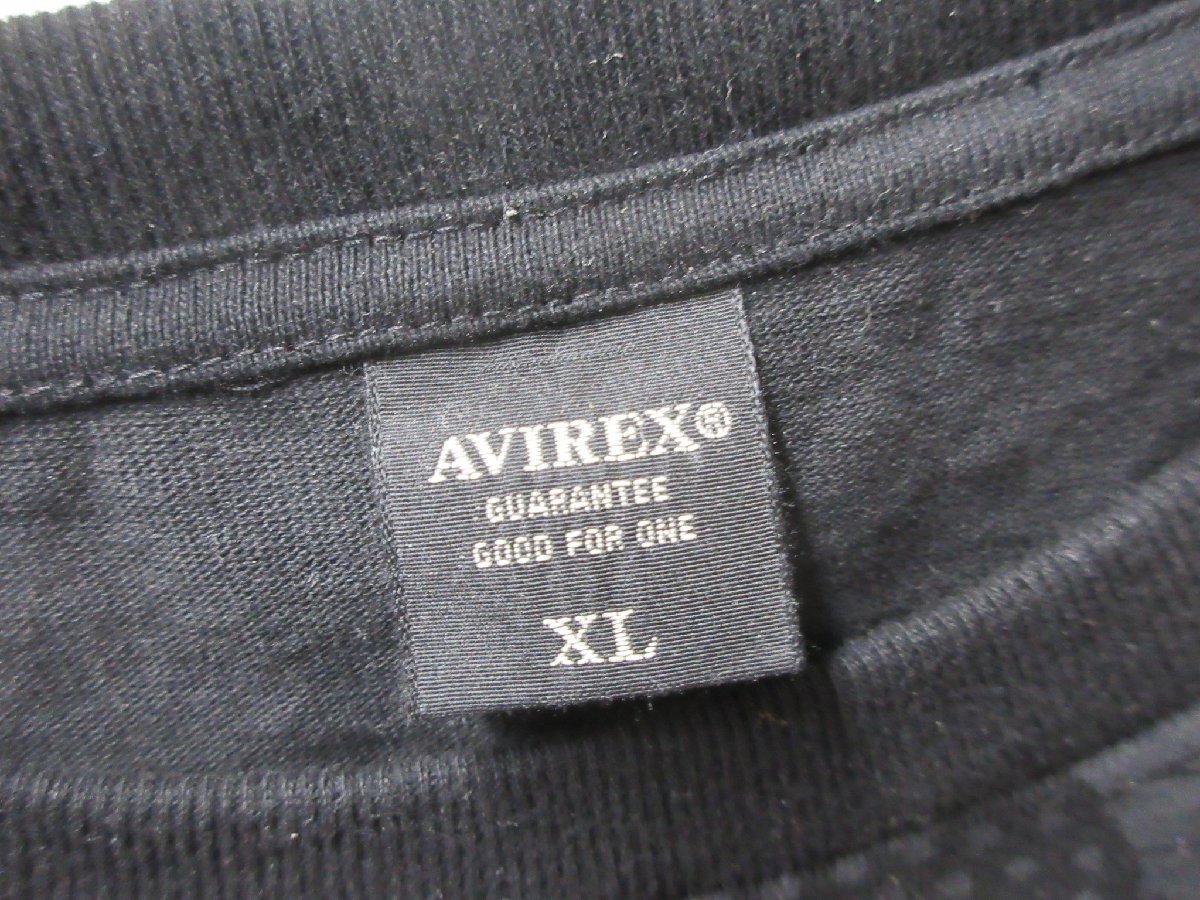 AVIREX®
GUARANTEE
GOOD FOR ONE
XL